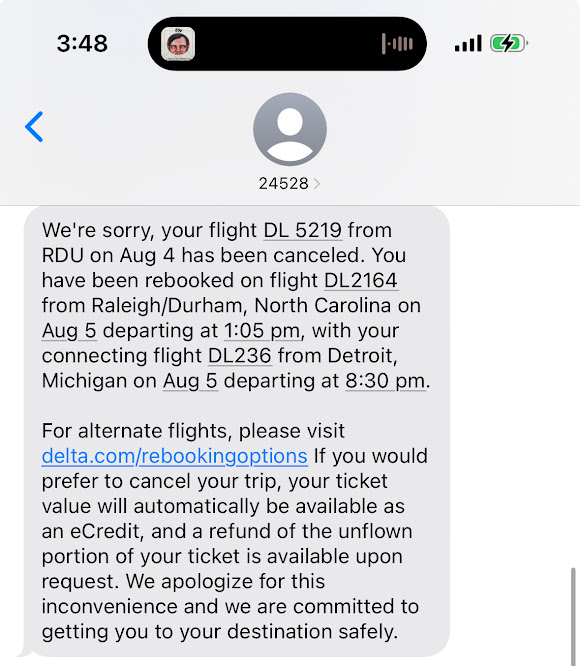 3:48
24528
We're sorry, your flight DL 5219 from
RDU on Aug 4 has been canceled. You
have been rebooked on flight DL2164
from Raleigh/Durham, North Carolina on
Aug 5 departing at 1:05 pm, with your
connecting flight DL236 from Detroit,
Michigan on Aug 5 departing at 8:30 pm.
For alternate flights, please visit
delta.com/rebookingoptions If you would
prefer to cancel your trip, your ticket
value will automatically be available as
an eCredit, and a refund of the unflown
portion of your ticket is available upon
request. We apologize for this
inconvenience and we are committed to
getting you to your destination safely.